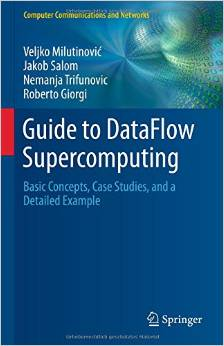 Computer Communications and Networks
Veljko Milutinović
Jakob Salom
Nemanja Trifunovic
Roberto Giorgi
Guide to DataFlow
Supercomputing
Basic Concepts, Case Studies, and a
Detailed Example
Springer